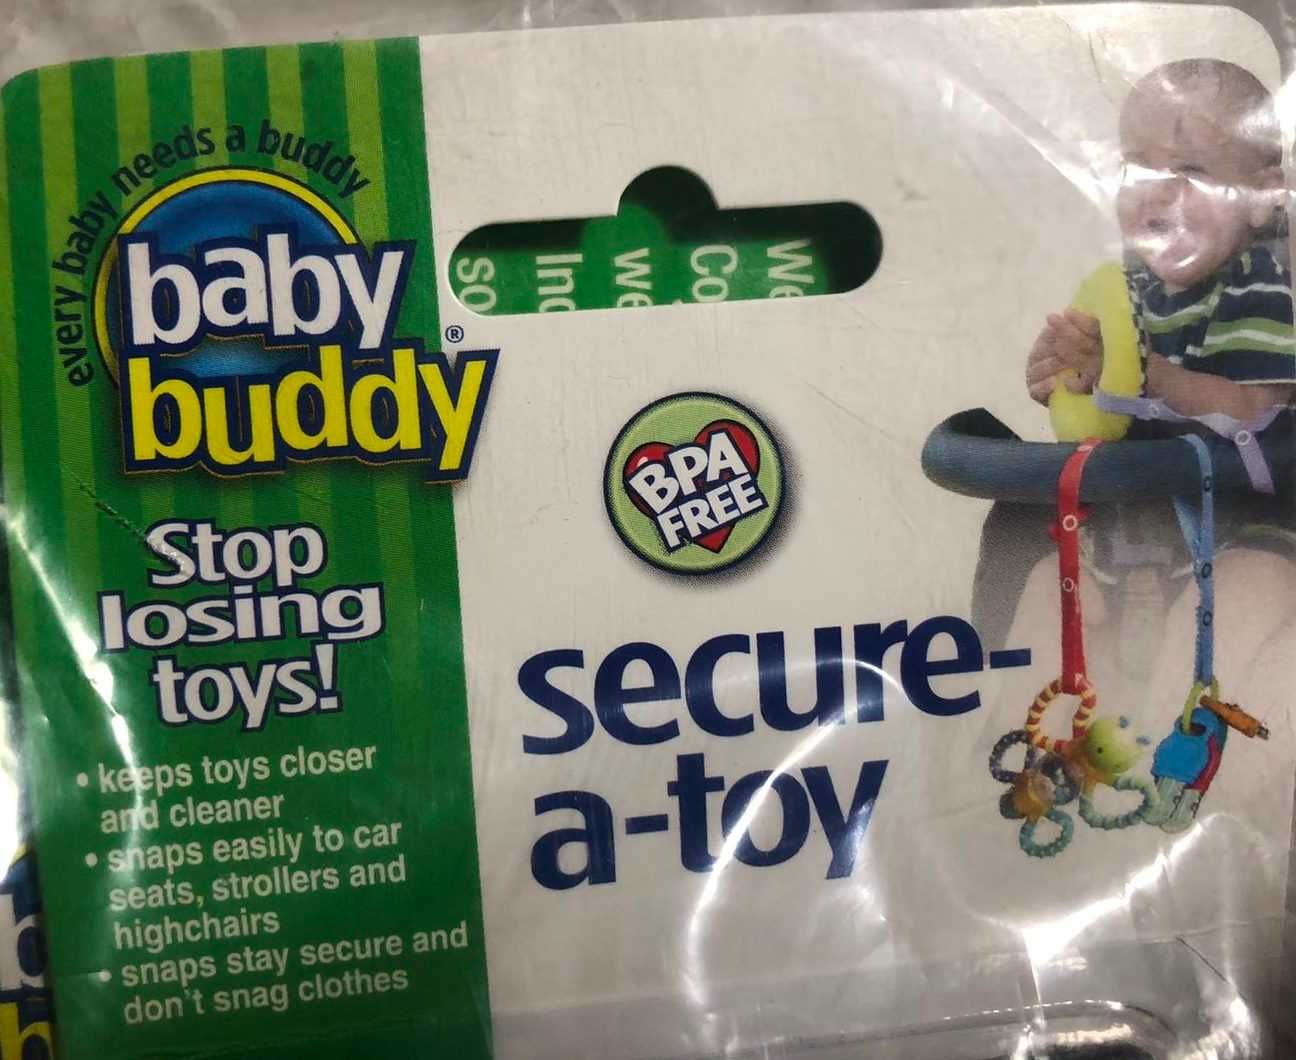 every baby needs a buddy
baby
buddy®
Stop
losing
toys!
• keeps toys closer
and cleaner
• snaps easily to car
seats, strollers and
highchairs
• snaps stay secure and
don't snag clothes
BPA
FREE
secure-
a-toy